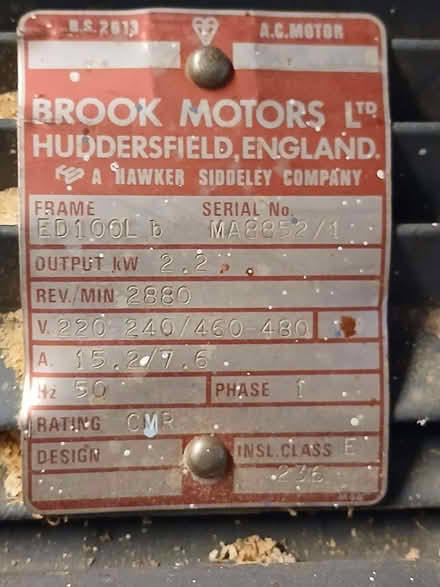 B.S. 2613 A.C. MOTOR
BROOK MOTORS LTD
HUDDERSFIELD, ENGLAND.
A HAWKER SIDDELEY COMPANY
FRAME SERIAL No.
ED100L b MA8852/1
OUTPUT kW 2.2
REV./MIN 2880
V. 220-240/460-480
A. 15.2/7.6
Hz 50 PHASE 1
RATING CMR
DESIGN INSL.CLASS E
236